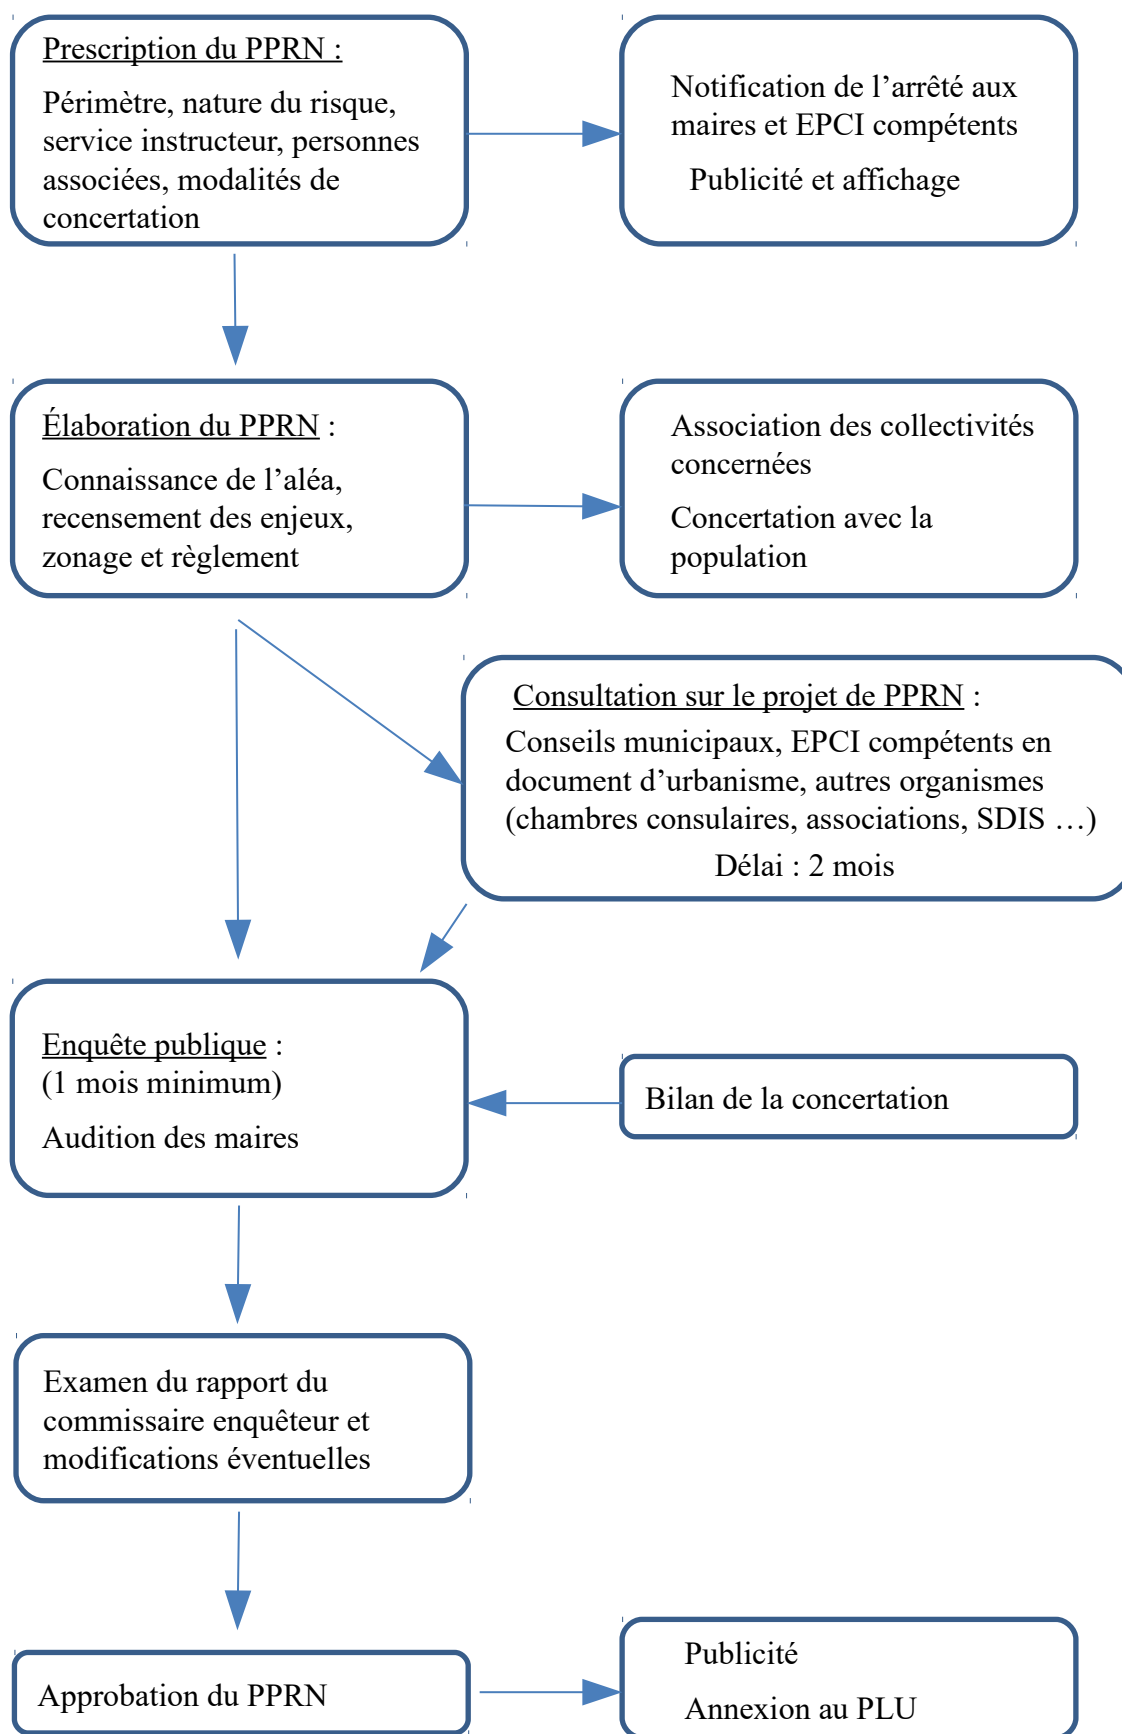 Prescription du PPRN :
Périmètre, nature du risque,
service instructeur, personnes
associées, modalités de
concertation
Notification de l’arrêté aux
maires et EPCI compétents
Publicité et affichage
Élaboration du PPRN :
Connaissance de l’aléa,
recensement des enjeux,
zonage et règlement
Association des collectivités
concernées
Concertation avec la
population
Consultation sur le projet de PPRN :
Conseils municipaux, EPCI compétents en
document d’urbanisme, autres organismes
(chambres consulaires, associations, SDIS …)
Délai : 2 mois
Enquête publique :
(1 mois minimum)
Audition des maires
Bilan de la concertation
Examen du rapport du
commissaire enquêteur et
modifications éventuelles
Approbation du PPRN
Publicité
Annexion au PLU